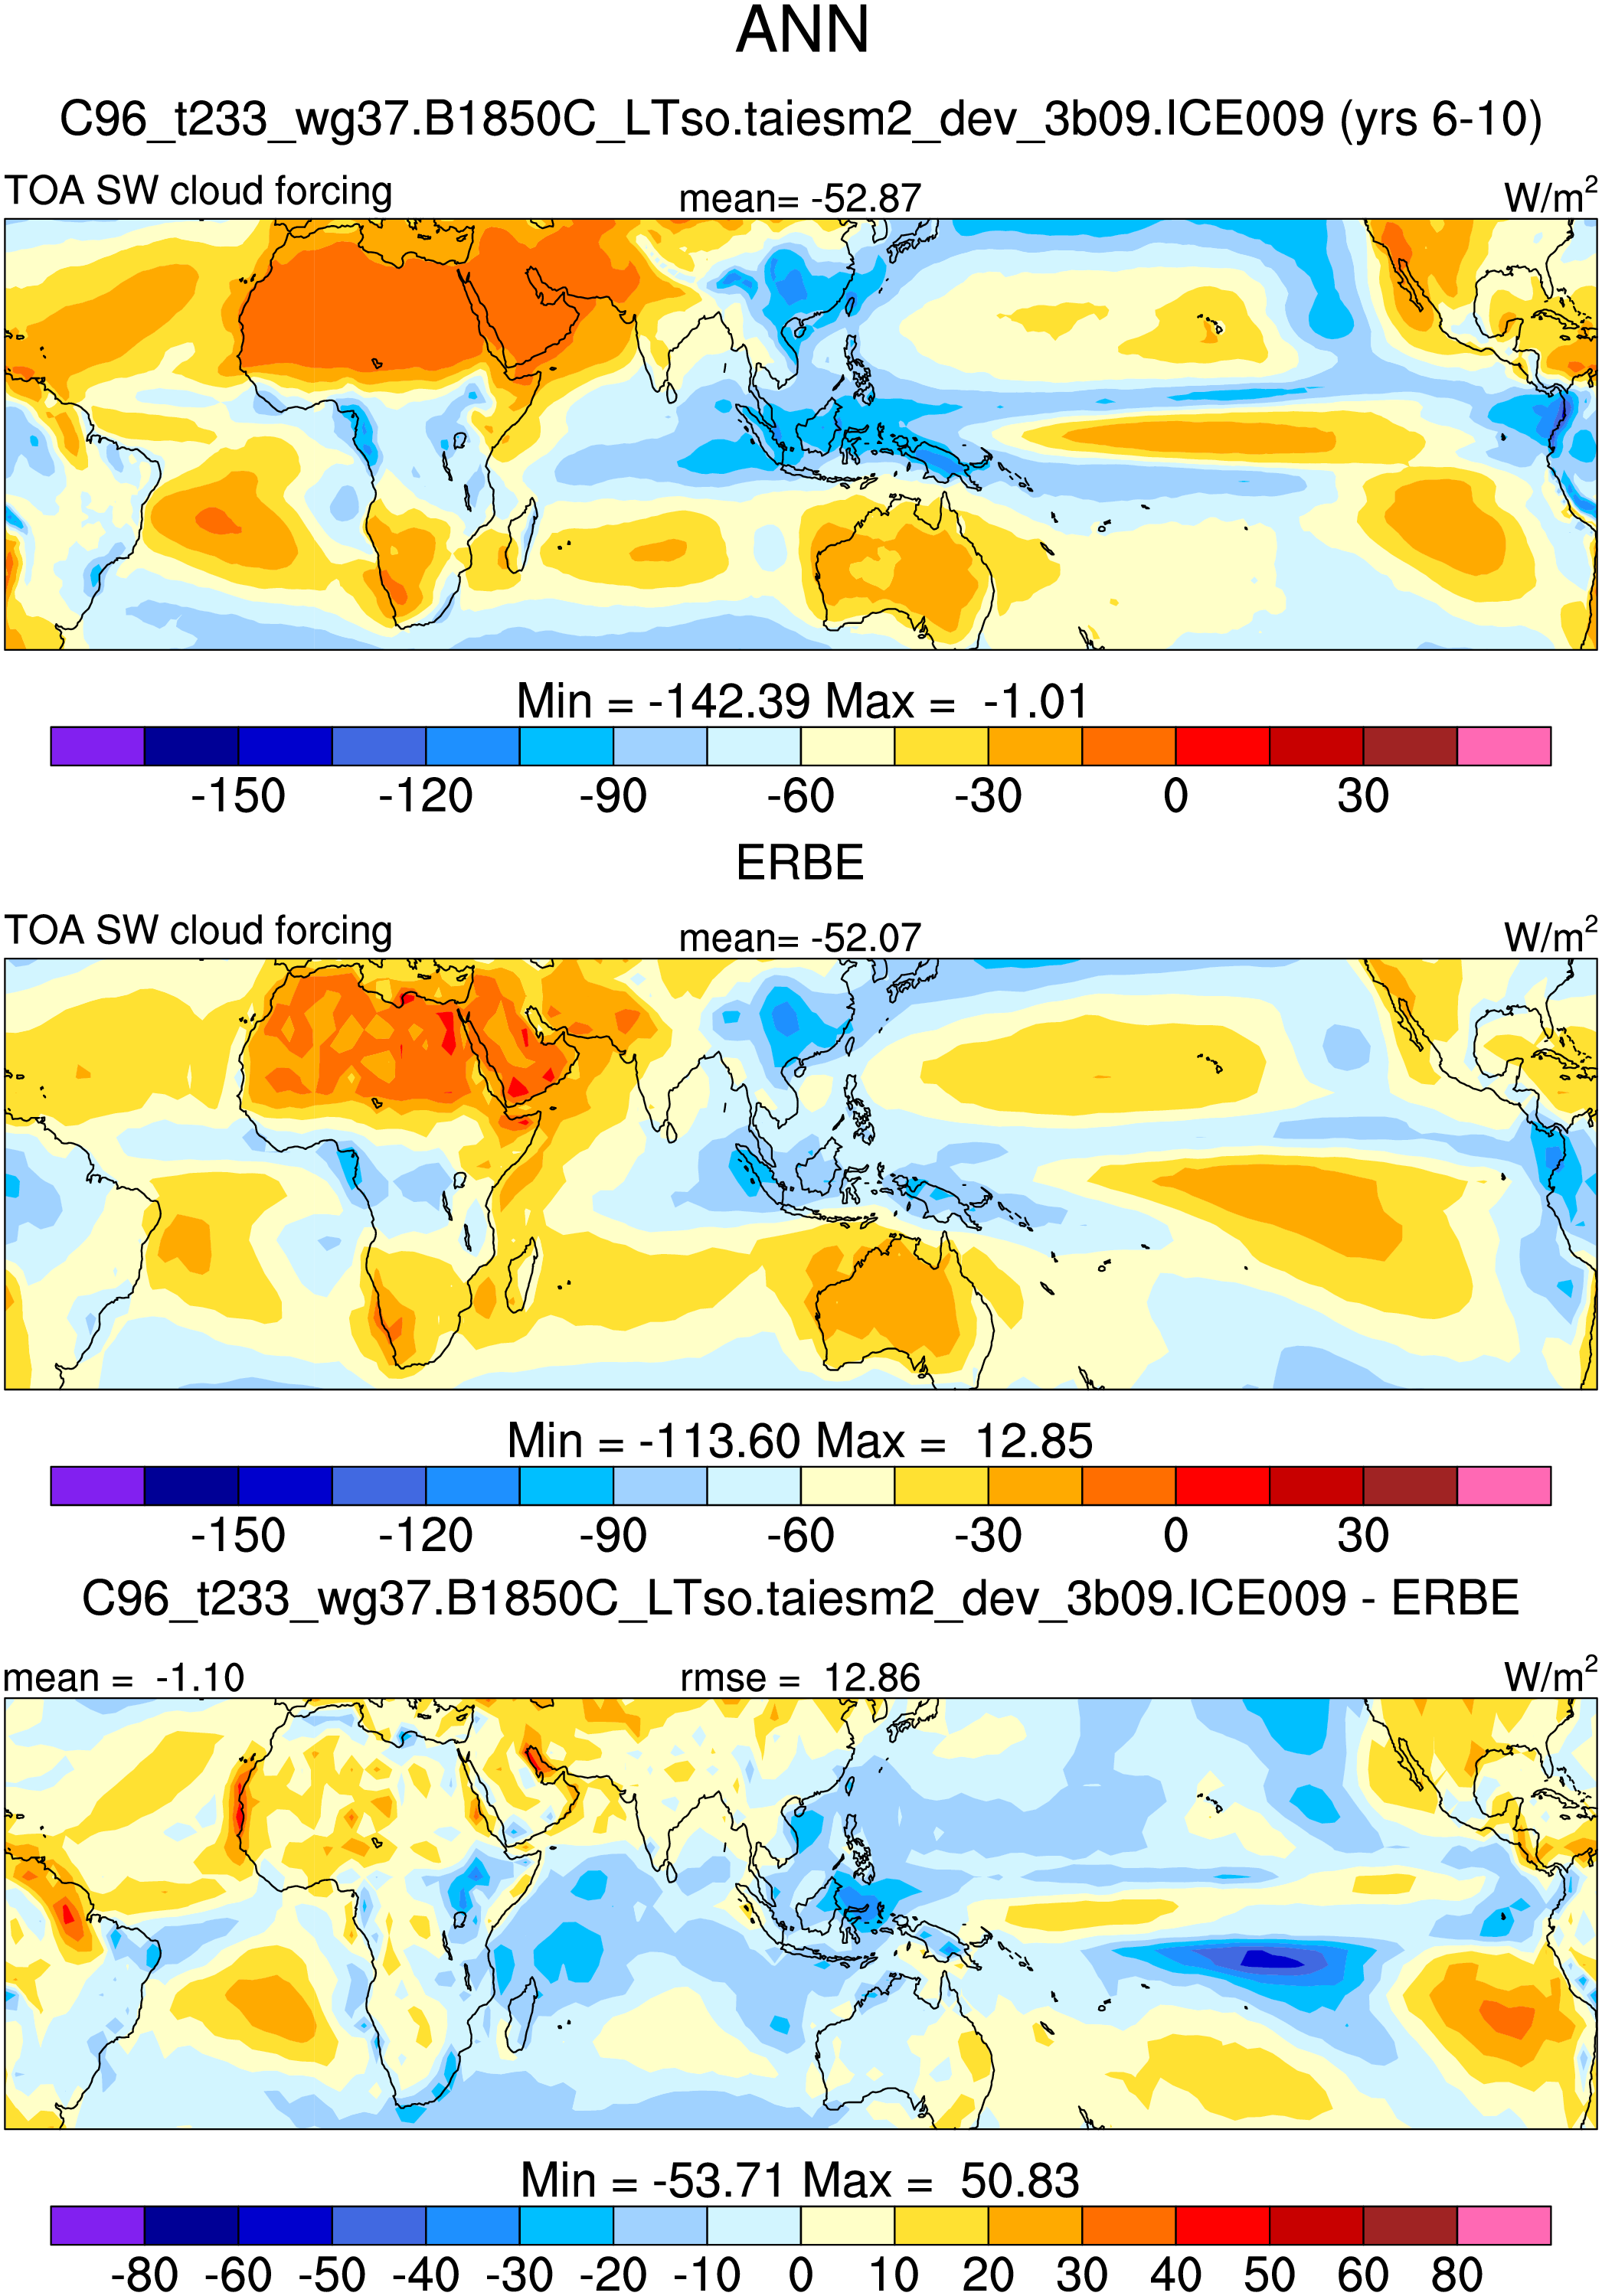 ANN
C96_t233_wg37.B1850C_LTso.taiesm2_dev_3b09.ICE009 (yrs 6-10)
TOA SW cloud forcing mean= -52.87 W/m2
Min = -142.39 Max = -1.01
-150 -120 -90 -60 -30 0 30
ERBE
TOA SW cloud forcing mean= -52.07 W/m2
Min = -113.60 Max = 12.85
-150 -120 -90 -60 -30 0 30
C96_t233_wg37.B1850C_LTso.taiesm2_dev_3b09.ICE009 - ERBE
mean = -1.10 rmse = 12.86 W/m2
Min = -53.71 Max = 50.83
-80 -60 -50 -40 -30 -20 -10 0 10 20 30 40 50 60 80